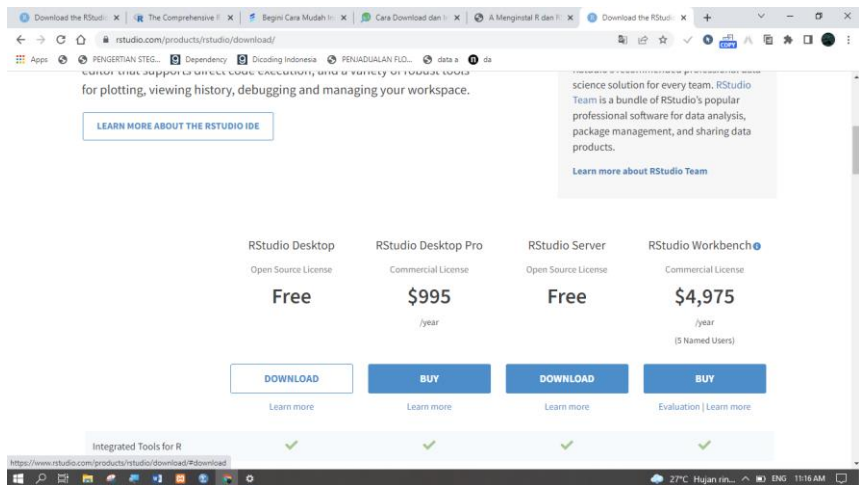 Download the RStudi
The Comprehensive R
Begini Cara Mudah In
Cara Download dan In
A Menginstal R dan R
Download the RStudi
rstudio.com/products/rstudio/download/
Apps
PENGERTIAN STEG...
Dependency
Dicoding Indonesia
PENJADUALAN FLO...
data a
da
editor that supports direct code execution, and a variety of robust tools
for plotting, viewing history, debugging and managing your workspace.
LEARN MORE ABOUT THE RSTUDIO IDE
RStudio's recommended professional data
science solution for every team. RStudio
Team is a bundle of RStudio's popular
professional software for data analysis,
package management, and sharing data
products.
Learn more about RStudio Team
RStudio Desktop
Open Source License
Free
DOWNLOAD
Learn more
RStudio Desktop Pro
Commercial License
$995
/year
BUY
Learn more
RStudio Server
Open Source License
Free
DOWNLOAD
Learn more
RStudio Workbench
Commercial License
$4,975
/year
(5 Named Users)
BUY
Evaluation | Learn more
Integrated Tools for R
https://www.rstudio.com/products/rstudio/download/#download
27°C Hujan rin... ENG 11:16 AM